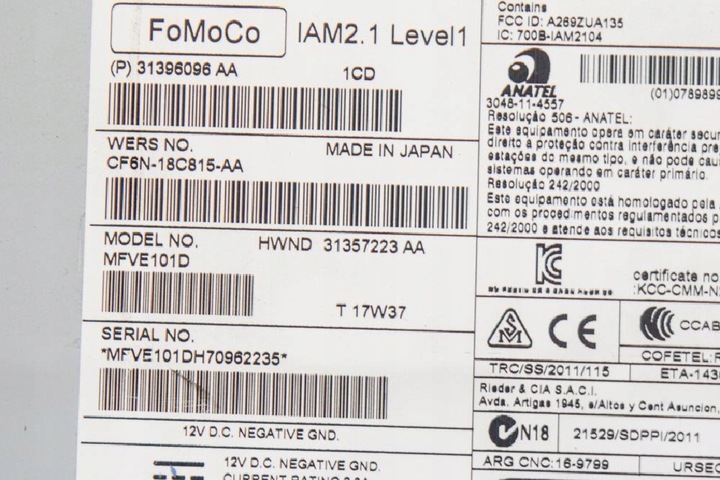 FoMoCo IAM2.1 Level1
(P) 31396096 AA 1CD
WERS NO. MADE IN JAPAN
CF6N-18C815-AA
MODEL NO. HWND 31357223 AA
MFVE101D
T 17W37
SERIAL NO.
*MFVE101DH70962235*
12V D.C. NEGATIVE GND.
12V D.C. NEGATIVE GND.
Contains
FCC ID: A269ZUA135
IC: 700B-IAM2104
ANATEL
3048-11-4557
(01)0789899
Resolução 506 - ANATEL:
Este equipamento opera em caráter
direito a proteção contra interferência
estações do mesmo tipo, e não pode
sistemas operando em caráter primário.
Resolução 242/2000
Este equipamento está homologado pela
com os procedimentos regulamentados
242/2000 e atende aos requisitos técnicos
certificate no
:KCC-CMM-N
SM CE CCAB
COFETEL:
TRC/SS/2011/115 ETA-143
Rieder & CIA S.A.C.I.
Avda. Artigas 1945, e/Altos y Cent Asuncion,
N18 21529/SDPPI/2011
ARG CNC:16-9799 URSEC